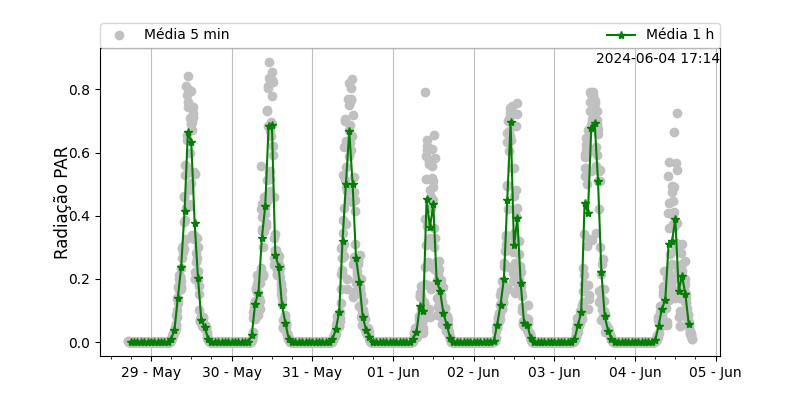 Média 5 min Média 1 h
2024-06-04 17:14
Radiação PAR
0.8
0.6
0.4
0.2
0.0
29 - May 30 - May 31 - May 01 - Jun 02 - Jun 03 - Jun 04 - Jun 05 - Jun